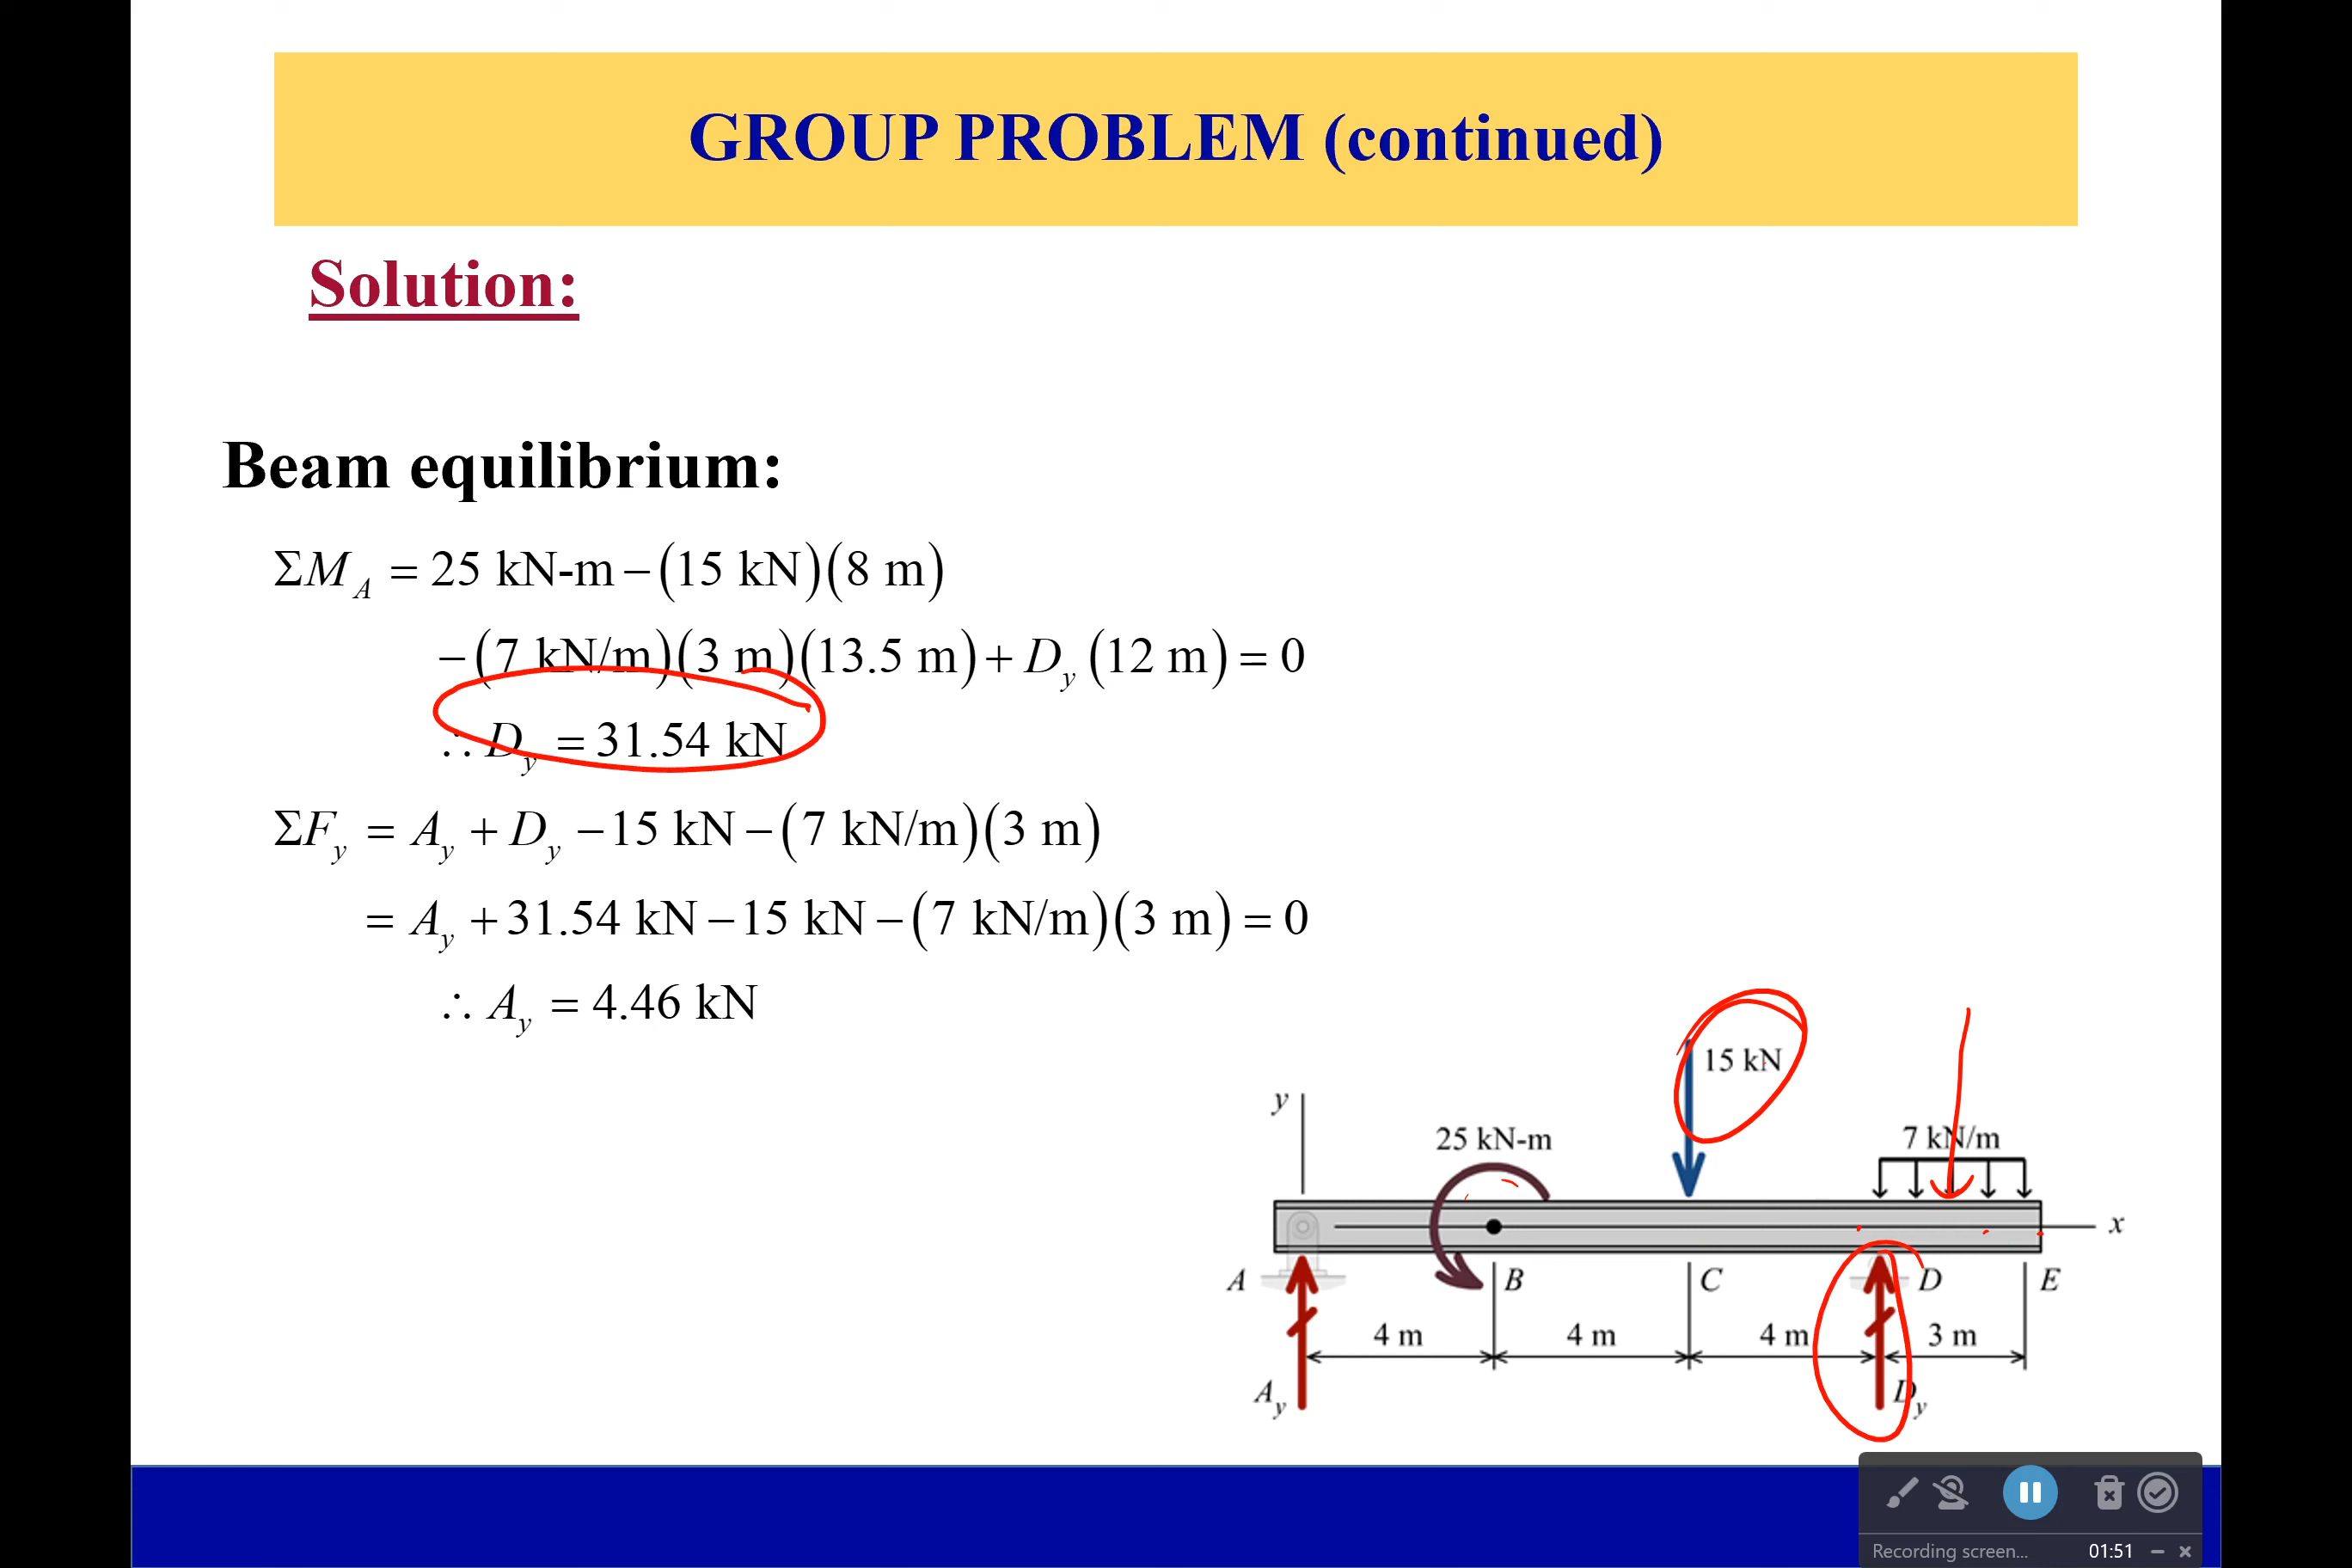 GROUP PROBLEM (continued)
Solution:
Beam equilibrium:
ΣM_A = 25 kN-m − (15 kN)(8 m)
− (7 kN/m)(3 m)(13.5 m) + D_y (12 m) = 0
∴ D_y = 31.54 kN
ΣF_y = A_y + D_y − 15 kN − (7 kN/m)(3 m)
= A_y + 31.54 kN − 15 kN − (7 kN/m)(3 m) = 0
∴ A_y = 4.46 kN
15 kN
y
25 kN-m
7 kN/m
x
A B C D E
4 m 4 m 4 m 3 m
A_y D_y
Recording screen... 01:51